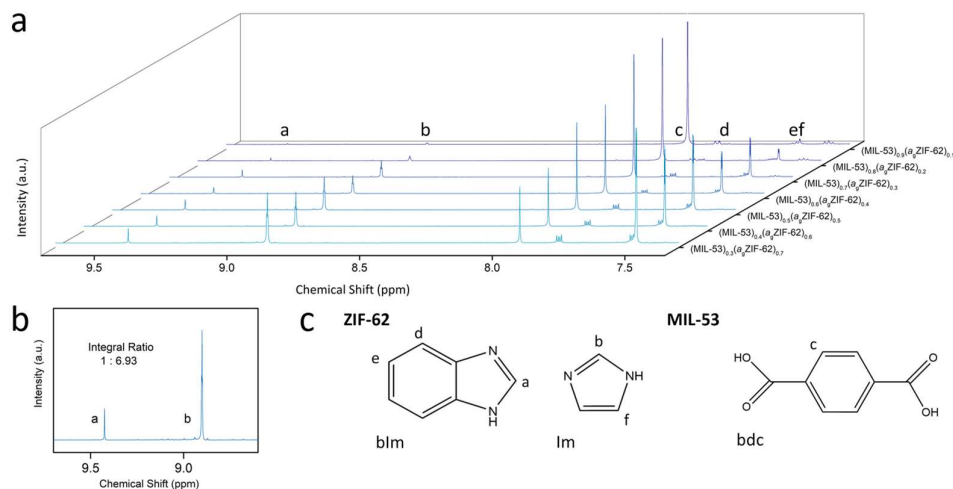 a
a
b
c
d
ef
Intensity (a.u.)
(MIL-53)0.9(agZIF-62)0.1
(MIL-53)0.8(agZIF-62)0.2
(MIL-53)0.7(agZIF-62)0.3
(MIL-53)0.6(agZIF-62)0.4
(MIL-53)0.5(agZIF-62)0.5
(MIL-53)0.4(agZIF-62)0.6
(MIL-53)0.3(agZIF-62)0.7
9.5
9.0
8.5
8.0
7.5
Chemical Shift (ppm)
b
Intensity (a.u.)
Integral Ratio
1 : 6.93
a
b
9.5
9.0
Chemical Shift (ppm)
c
ZIF-62
MIL-53
d
e
N
a
N
H
bIm
b
N
NH
f
Im
c
HO
O
O
OH
bdc